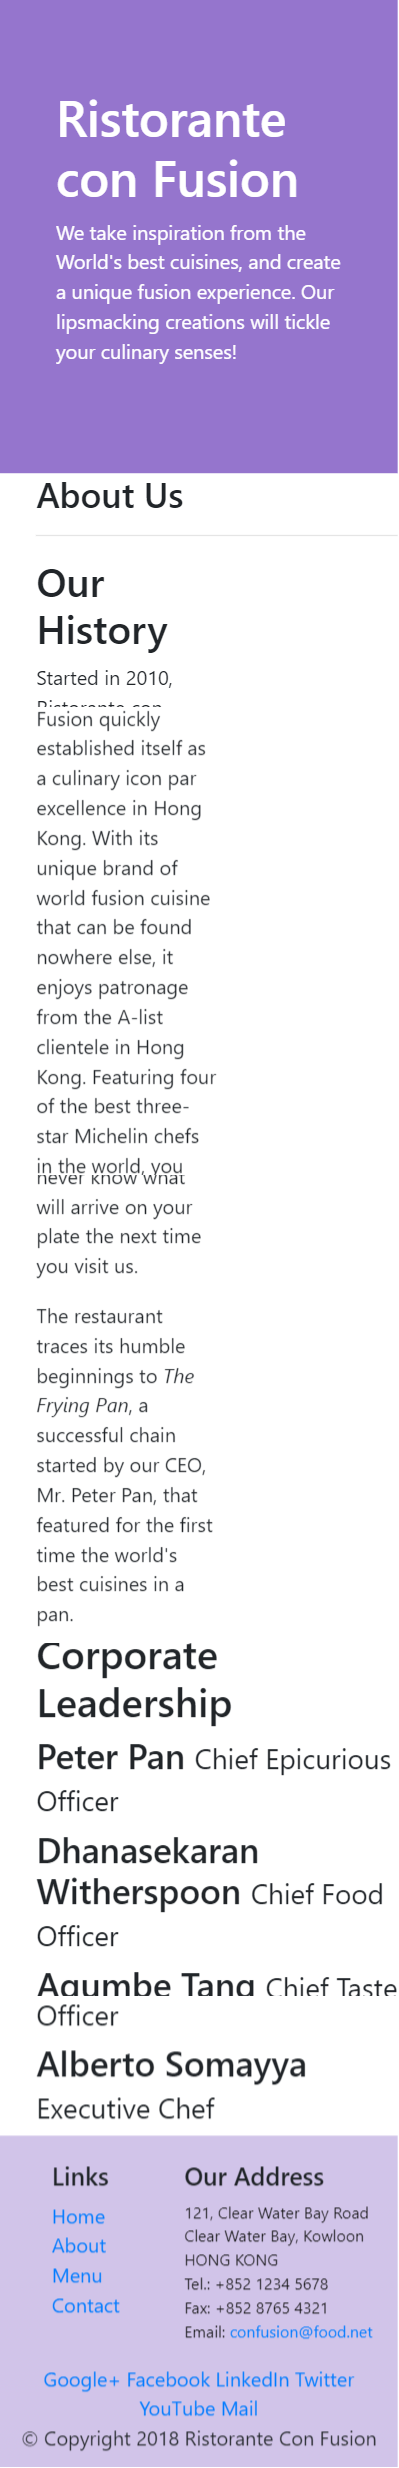 Ristorante
con Fusion
We take inspiration from the
World's best cuisines, and create
a unique fusion experience. Our
lipsmacking creations will tickle
your culinary senses!
About Us
Our
History
Started in 2010,
Ristorante con
Fusion quickly
established itself as
a culinary icon par
excellence in Hong
Kong. With its
unique brand of
world fusion cuisine
that can be found
nowhere else, it
enjoys patronage
from the A-list
clientele in Hong
Kong. Featuring four
of the best three-
star Michelin chefs
in the world, you
never know what
will arrive on your
plate the next time
you visit us.
The restaurant
traces its humble
beginnings to The
Frying Pan, a
successful chain
started by our CEO,
Mr. Peter Pan, that
featured for the first
time the world's
best cuisines in a
pan.
Corporate
Leadership
Peter Pan Chief Epicurious
Officer
Dhanasekaran
Witherspoon Chief Food
Officer
Agumbe Tang Chief Taste
Officer
Alberto Somayya
Executive Chef
Links
Home
About
Menu
Contact
Our Address
121, Clear Water Bay Road
Clear Water Bay, Kowloon
HONG KONG
Tel.: +852 1234 5678
Fax: +852 8765 4321
Email: confusion@food.net
Google+ Facebook LinkedIn Twitter
YouTube Mail
© Copyright 2018 Ristorante Con Fusion